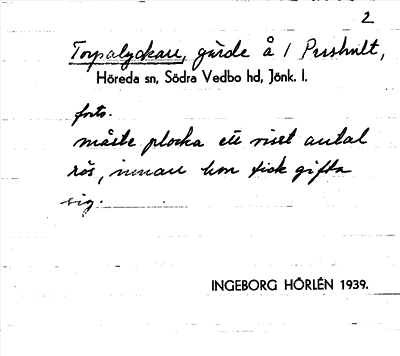 2
Torpalyckan, gärde å 1 Prushult,
Höreda sn, Södra Vedbo hd, Jönk. l.
forts.
måste plocka ett visst antal
rös, innan hon fick gifta
sig.
INGEBORG HÖRLÉN 1939.